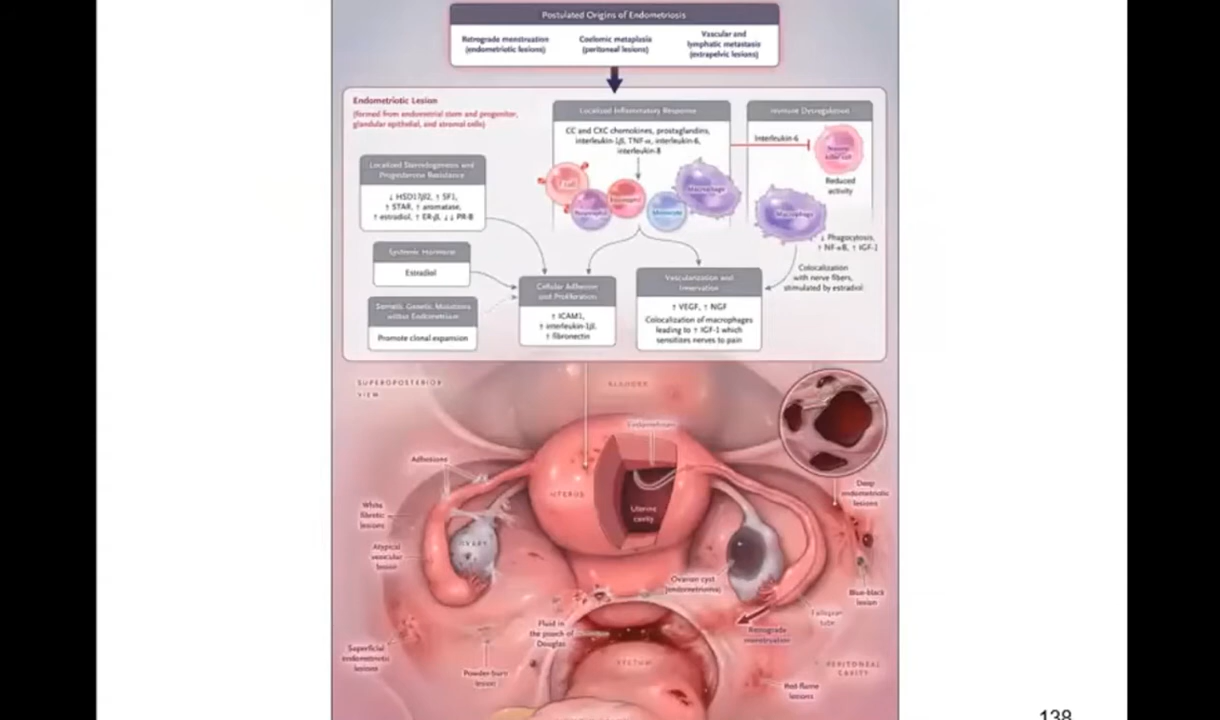 Postulated Origins of Endometriosis
Retrograde menstruation
(endometriotic lesions)
Coelomic metaplasia
(peritoneal lesions)
Vascular and
lymphatic metastasis
(extrapelvic lesions)
Endometriotic Lesion
(formed from endometrial stem and progenitor,
glandular epithelial, and stromal cells)
Localized Steroidogenesis and
Progesterone Resistance
↓ HSD17β2, ↑ SF1,
↑ STAR, ↑ aromatase,
↑ estradiol, ↑ ER-β, ↓↓ PR-B
Systemic Hormone
Estradiol
Somatic Genetic Mutations
within Endometrium
Promote clonal expansion
Localized Inflammatory Response
CC and CXC chemokines, prostaglandins,
interleukin-1β, TNF-α, interleukin-6,
interleukin-8
T cell
Neutrophil
Eosinophil
Monocyte
Macrophage
Cellular Adhesion
and Proliferation
↑ ICAM1,
↑ interleukin-1β,
↑ fibronectin
Vascularization and
Innervation
↑ VEGF, ↑ NGF
Colocalization of macrophages
leading to ↑ IGF-1 which
sensitizes nerves to pain
Immune Dysregulation
Interleukin-6
Natural
killer cell
Reduced
activity
Macrophage
↓ Phagocytosis,
↑ NF-κB, ↑ IGF-1
Colocalization
with nerve fibers,
stimulated by estradiol
SUPEROPOSTERIOR
VIEW
BLADDER
Endometrium
Adhesions
UTERUS
Uterine
cavity
White
fibrotic
lesions
Atypical
vesicular
lesion
OVARY
Deep
endometriotic
lesions
Ovarian cyst
(endometrioma)
Blue-black
lesion
Fallopian
tube
Retrograde
menstruation
Fluid in
the pouch of
Douglas
Superficial
endometriotic
lesions
Powder-burn
lesion
RECTUM
PERITONEAL
CAVITY
Red-flame
lesions
138